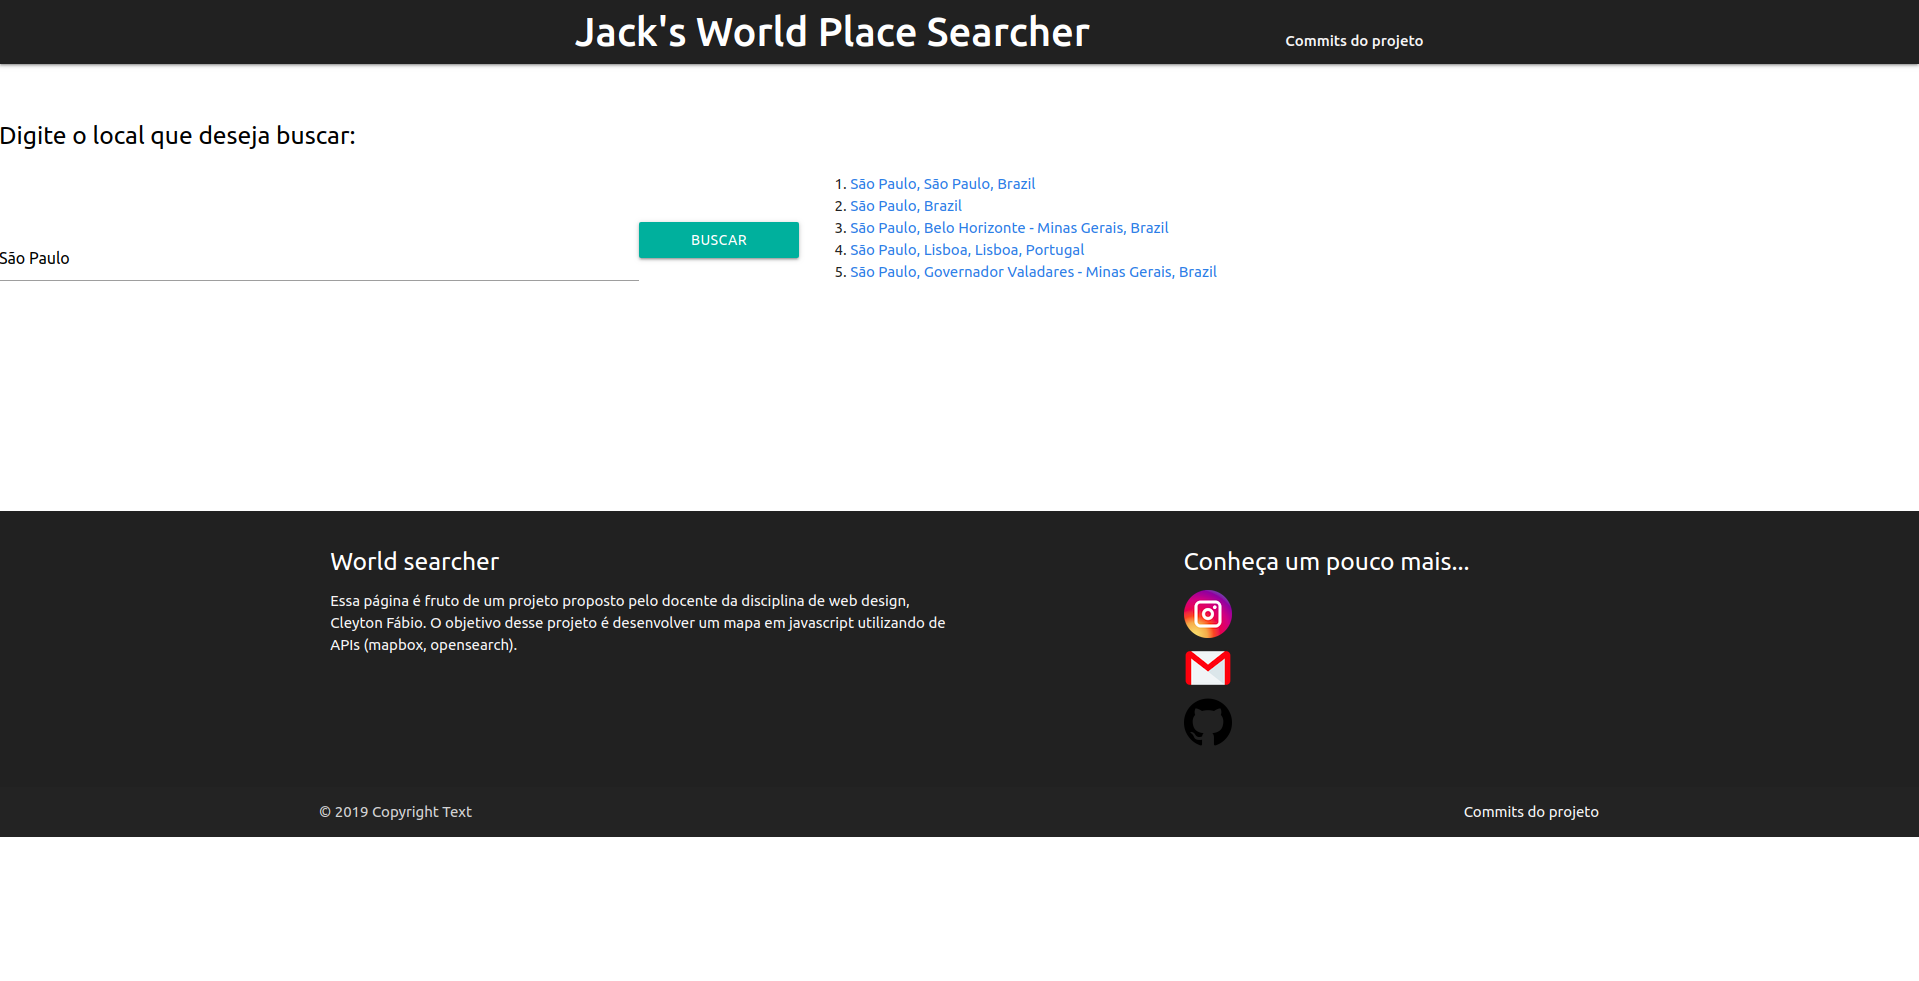 Jack's World Place Searcher
Commits do projeto
Digite o local que deseja buscar:
São Paulo
BUSCAR
1. São Paulo, São Paulo, Brazil
2. São Paulo, Brazil
3. São Paulo, Belo Horizonte - Minas Gerais, Brazil
4. São Paulo, Lisboa, Lisboa, Portugal
5. São Paulo, Governador Valadares - Minas Gerais, Brazil
World searcher
Essa página é fruto de um projeto proposto pelo docente da disciplina de web design,
Cleyton Fábio. O objetivo desse projeto é desenvolver um mapa em javascript utilizando de
APIs (mapbox, opensearch).
Conheça um pouco mais...
© 2019 Copyright Text
Commits do projeto